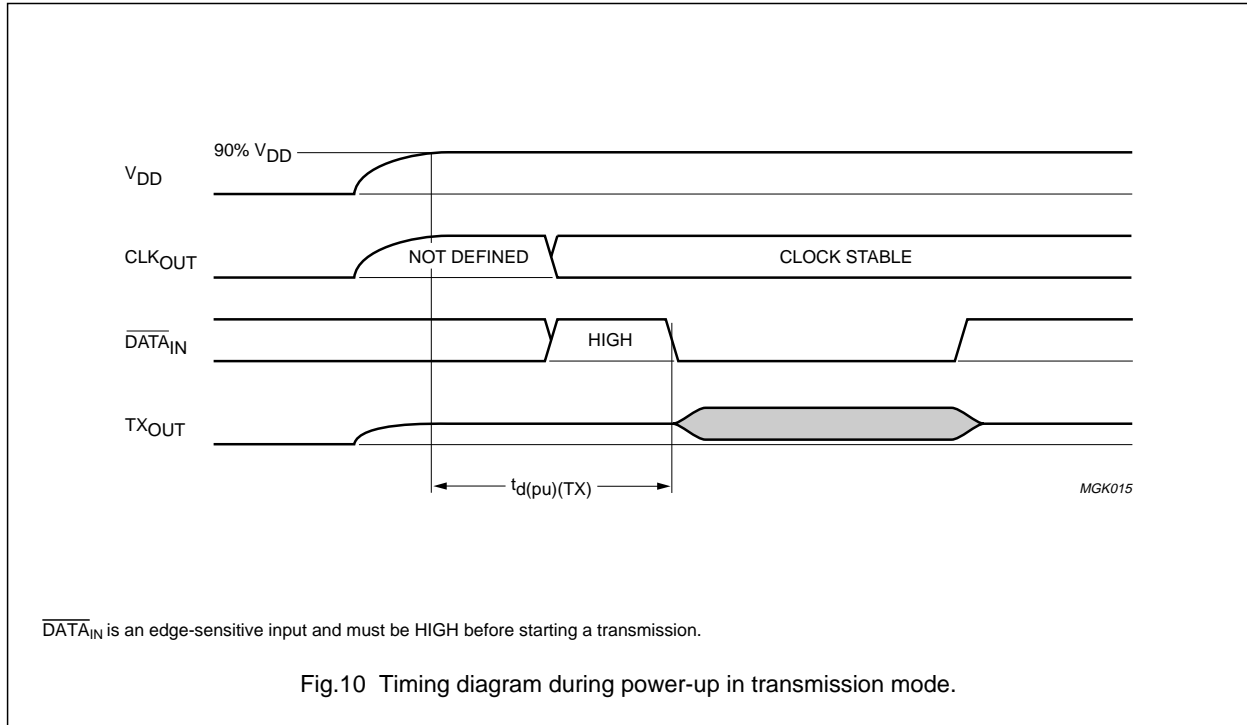 90% VDD
VDD
CLKOUT
NOT DEFINED
CLOCK STABLE
DATAIN
HIGH
TXOUT
td(pu)(TX)
MGK015
DATAIN is an edge-sensitive input and must be HIGH before starting a transmission.
Fig.10 Timing diagram during power-up in transmission mode.